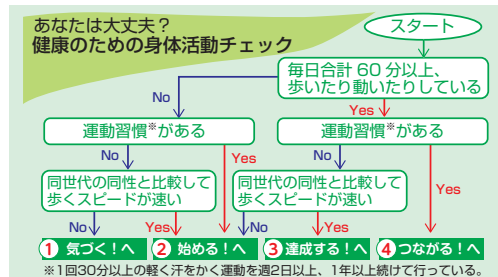 あなたは大丈夫?
健康のための身体活動チェック
スタート
毎日合計 60 分以上、
歩いたり動いたりしている
No
Yes
運動習慣※がある
運動習慣※がある
No
Yes
No
Yes
同世代の同性と比較して
歩くスピードが速い
同世代の同性と比較して
歩くスピードが速い
No
Yes
No
Yes
1 気づく!へ
2 始める!へ
3 達成する!へ
4 つながる!へ
※1回30分以上の軽く汗をかく運動を週2日以上、1年以上続けて行っている。